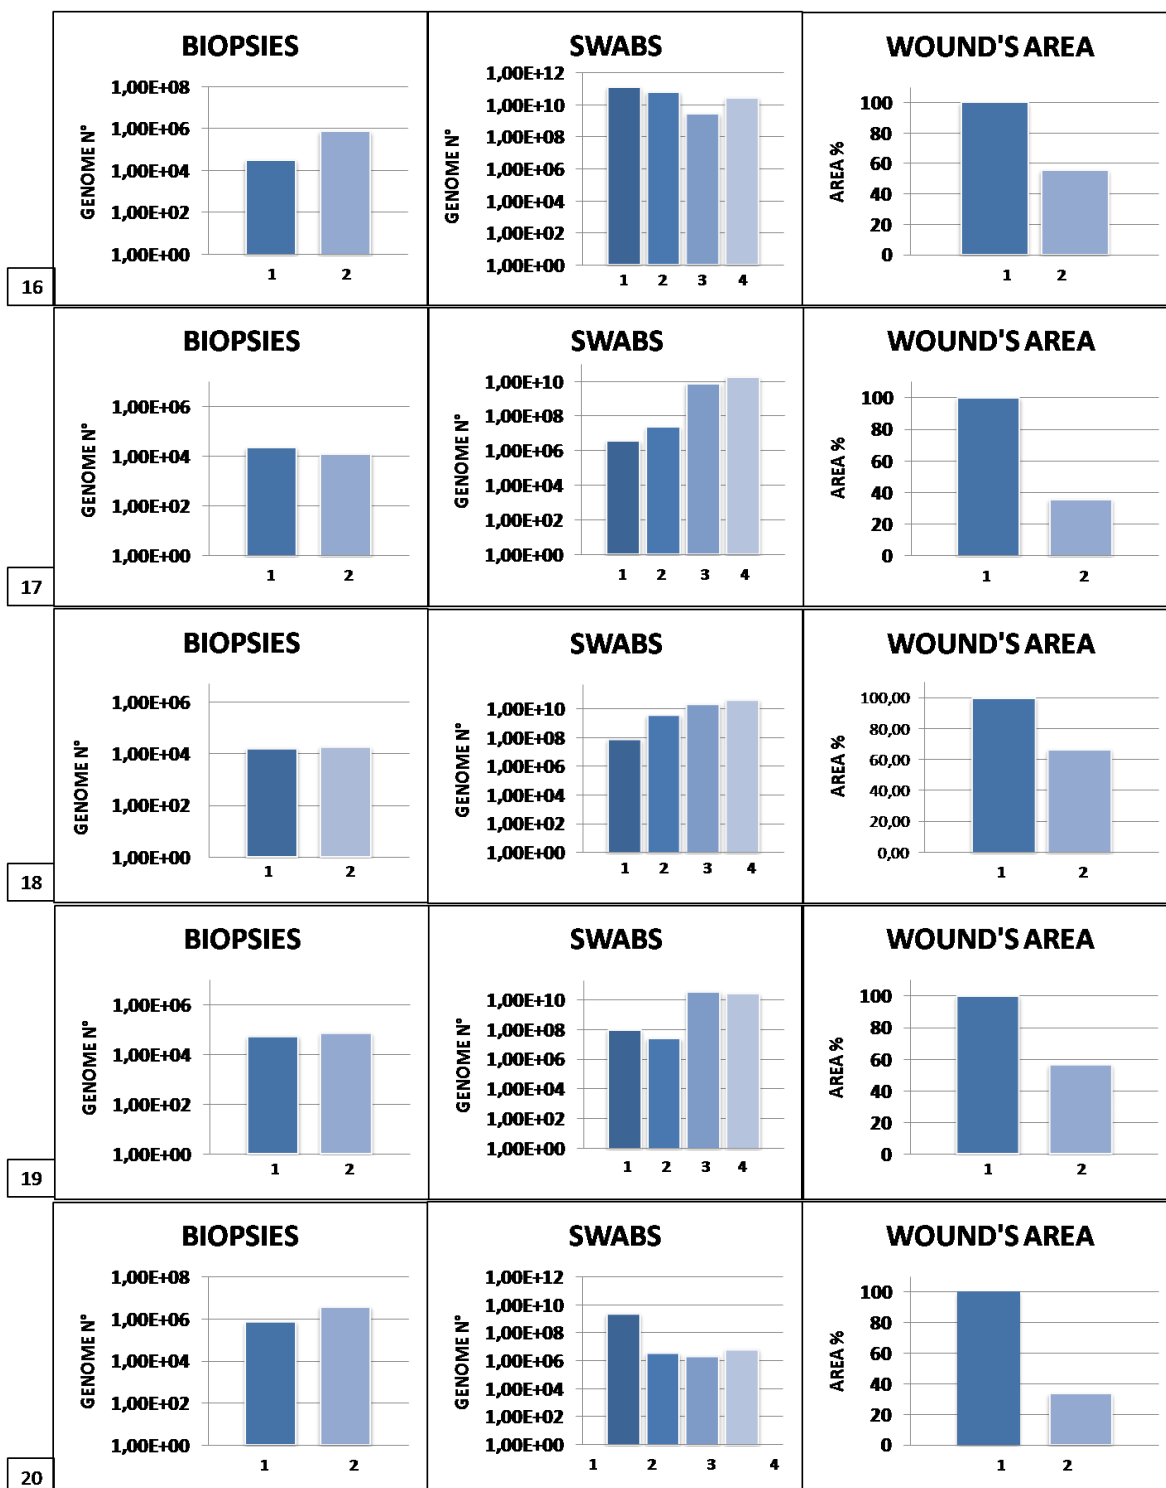 BIOPSIES
GENOME N°
1,00E+08
1,00E+06
1,00E+04
1,00E+02
1,00E+00
1 2
SWABS
GENOME N°
1,00E+12
1,00E+10
1,00E+08
1,00E+06
1,00E+04
1,00E+02
1,00E+00
1 2 3 4
WOUND'S AREA
AREA %
100
80
60
40
20
0
1 2
16
BIOPSIES
GENOME N°
1,00E+06
1,00E+04
1,00E+02
1,00E+00
1 2
SWABS
GENOME N°
1,00E+10
1,00E+08
1,00E+06
1,00E+04
1,00E+02
1,00E+00
1 2 3 4
WOUND'S AREA
AREA %
100
80
60
40
20
0
1 2
17
BIOPSIES
GENOME N°
1,00E+06
1,00E+04
1,00E+02
1,00E+00
1 2
SWABS
GENOME N°
1,00E+10
1,00E+08
1,00E+06
1,00E+04
1,00E+02
1,00E+00
1 2 3 4
WOUND'S AREA
AREA %
100,00
80,00
60,00
40,00
20,00
0,00
1 2
18
BIOPSIES
GENOME N°
1,00E+06
1,00E+04
1,00E+02
1,00E+00
1 2
SWABS
GENOME N°
1,00E+10
1,00E+08
1,00E+06
1,00E+04
1,00E+02
1,00E+00
1 2 3 4
WOUND'S AREA
AREA %
100
80
60
40
20
0
1 2
19
BIOPSIES
GENOME N°
1,00E+08
1,00E+06
1,00E+04
1,00E+02
1,00E+00
1 2
SWABS
GENOME N°
1,00E+12
1,00E+10
1,00E+08
1,00E+06
1,00E+04
1,00E+02
1,00E+00
1 2 3 4
WOUND'S AREA
AREA %
100
80
60
40
20
0
1 2
20